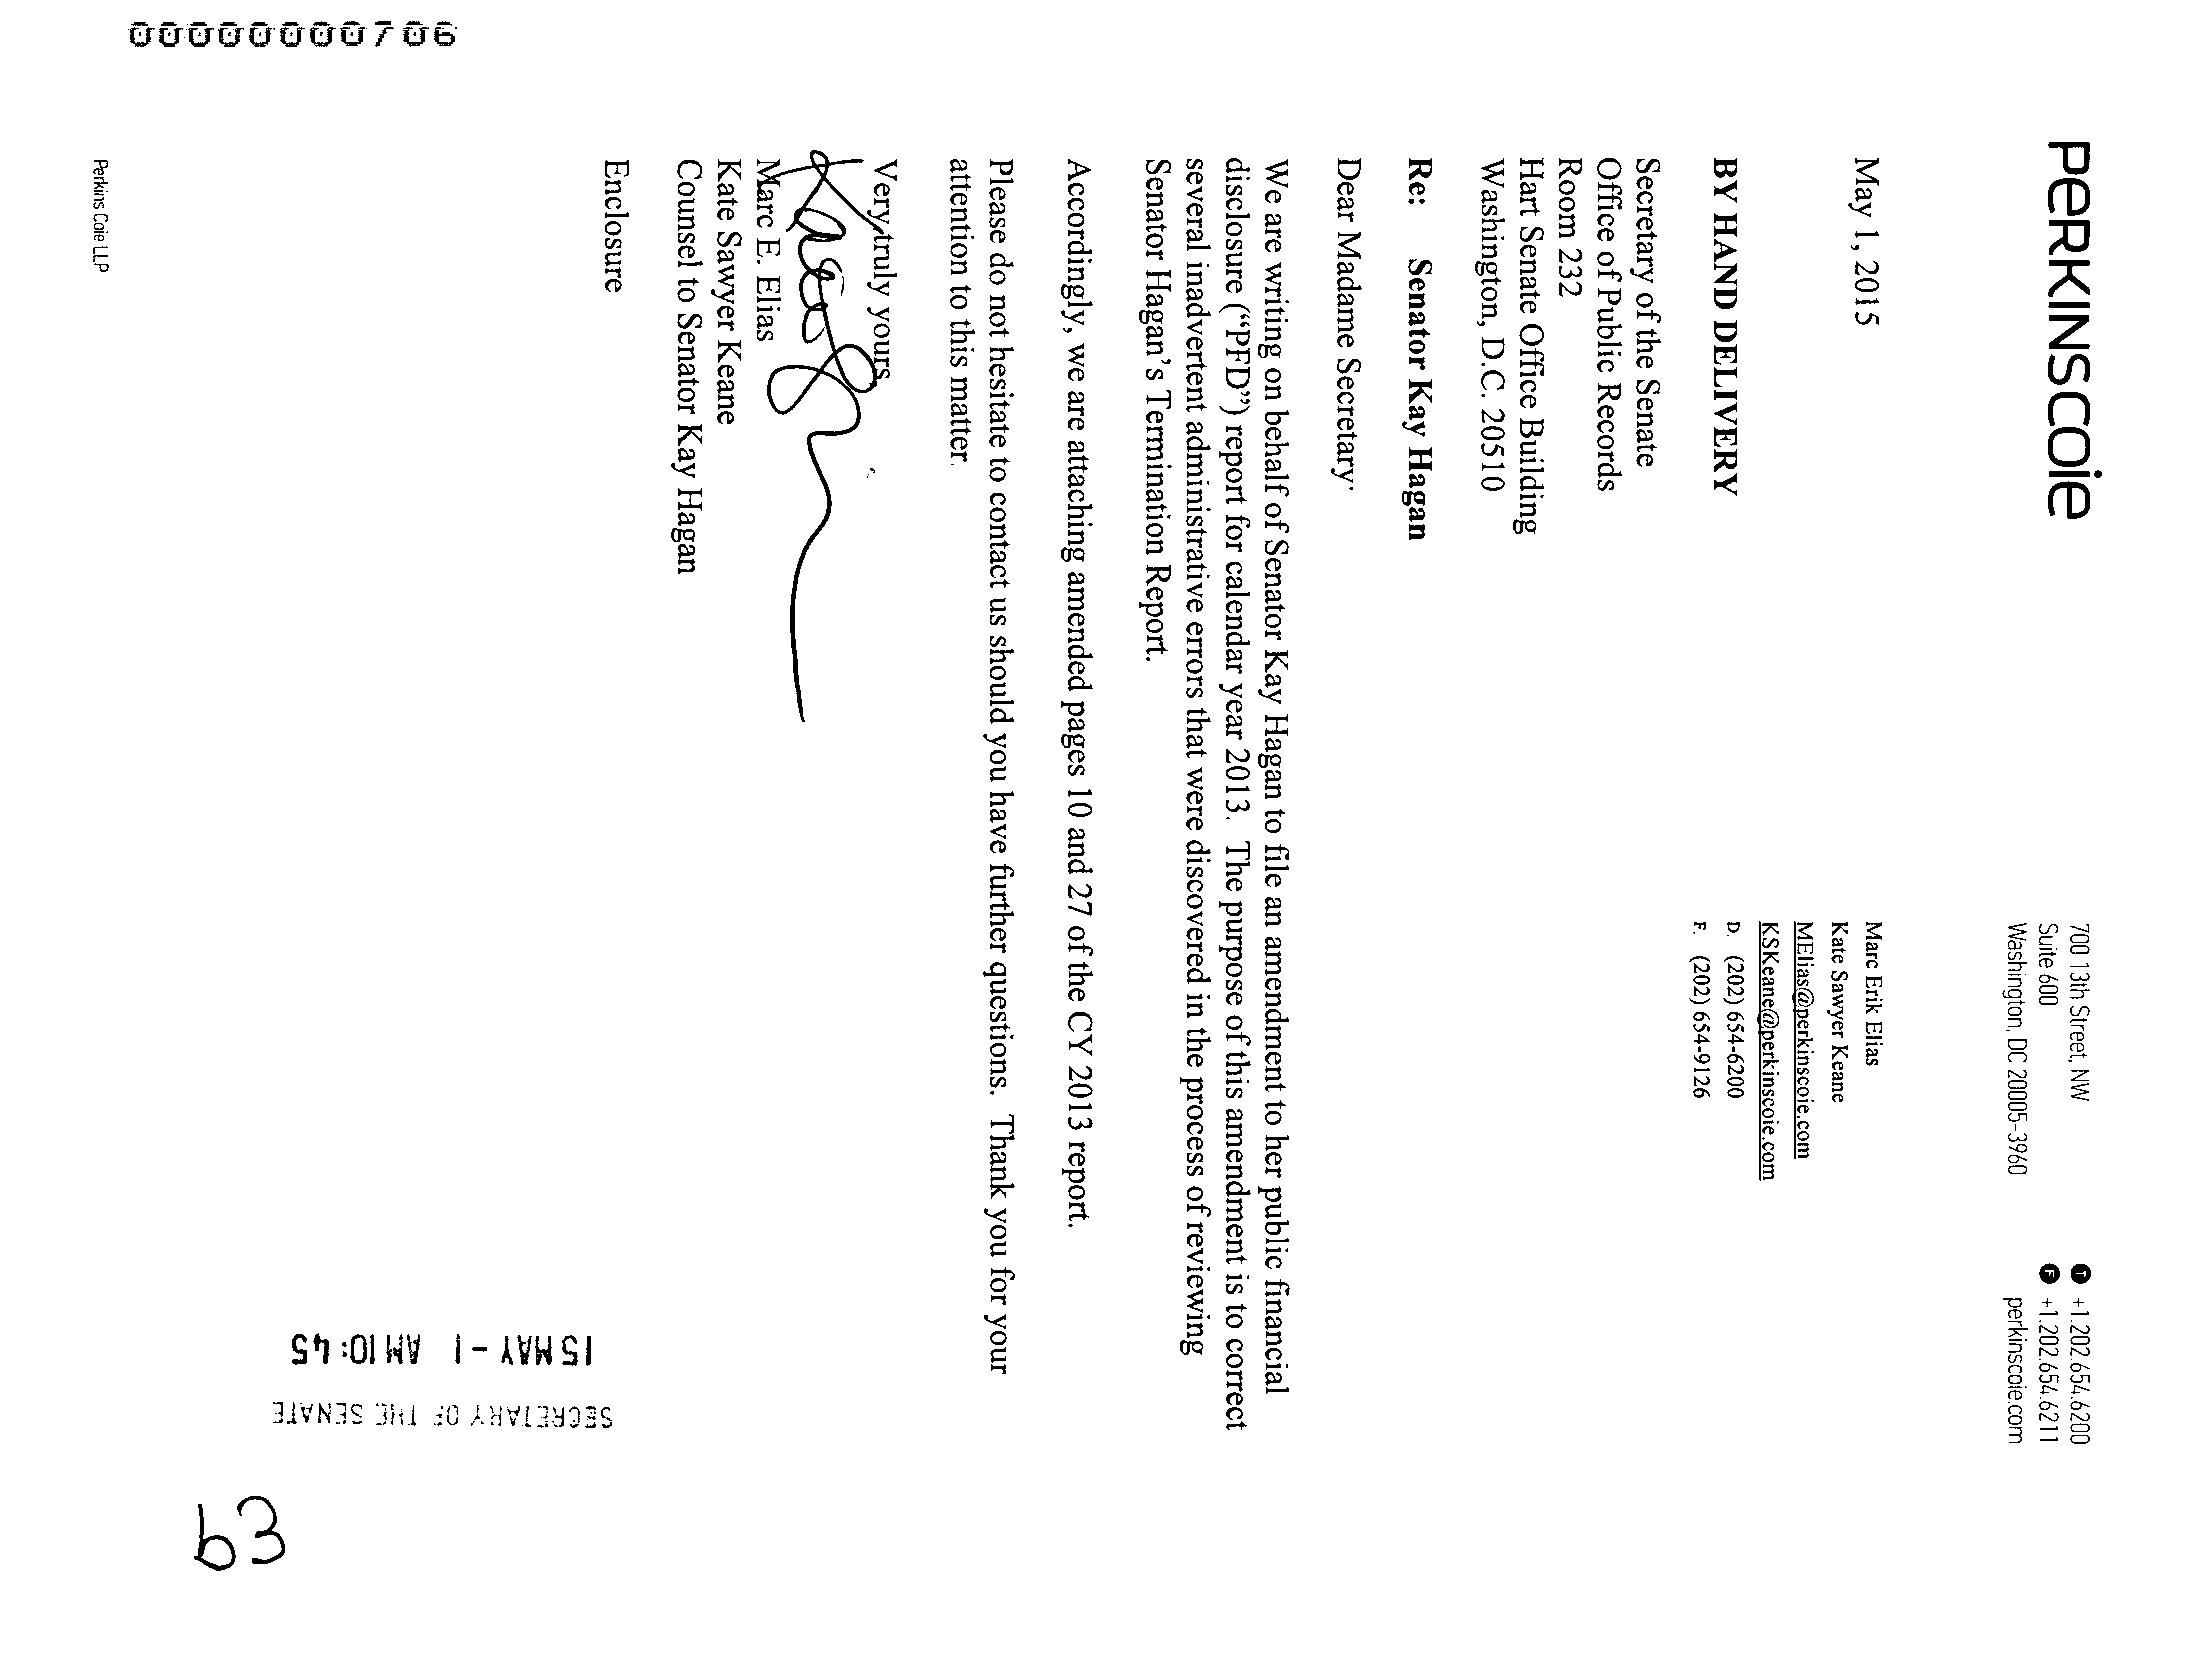 PERKINSCOIE
700 13th Street, NW
Suite 600
Washington, DC 20005-3960
T +1.202.654.6200
F +1.202.654.6211
perkinscoie.com
May 1, 2015
Marc Erik Elias
Kate Sawyer Keane
MElias@perkinscoie.com
KSKeane@perkinscoie.com
D. (202) 654-6200
F. (202) 654-9126
BY HAND DELIVERY
Secretary of the Senate
Office of Public Records
Room 232
Hart Senate Office Building
Washington, D.C. 20510
Re: Senator Kay Hagan
Dear Madame Secretary:
We are writing on behalf of Senator Kay Hagan to file an amendment to her public financial
disclosure (“PFD”) report for calendar year 2013. The purpose of this amendment is to correct
several inadvertent administrative errors that were discovered in the process of reviewing
Senator Hagan’s Termination Report.
Accordingly, we are attaching amended pages 10 and 27 of the CY 2013 report.
Please do not hesitate to contact us should you have further questions. Thank you for your
attention to this matter.
Very truly yours
Marc E. Elias
Kate Sawyer Keane
Counsel to Senator Kay Hagan
Enclosure
SECRETARY OF THE SENATE
15 MAY -1 AM 10:45
Perkins Coie LLP
00000000706